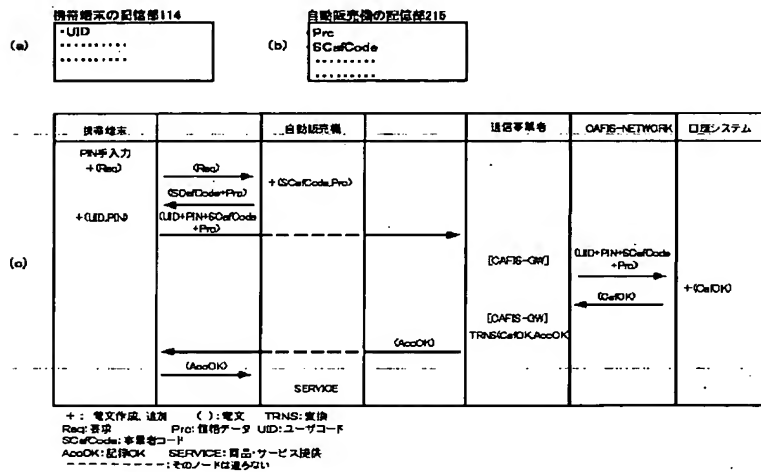 携帯端末の記憶部114
・UID
(a)
自動販売機の記憶部215
Prc
SCafCode
(b)
携帯端末 自動販売機 通信事業者 CAFIS-NETWORK 口座システム
PIN手入力
+(Req)
(Req)
+(SCafCode,Prc)
(SCafCode+Prc)
+(UID,PIN)
(UID+PIN+SCafCode
+Prc)
(c)
[CAFIS-GW]
(UID+PIN+SCafCode
+Prc)
+(CafOK)
(CafOK)
[CAFIS-GW]
TRNS(CafOK,AccOK)
(AccOK)
(AccOK)
SERVICE
+: 電文作成、追加 ( ):電文 TRNS:変換
Req:要求 Prc:価格データ UID:ユーザコード
SCafCode:事業者コード
AccOK:記録OK SERVICE:商品・サービス提供
---------:そのノードは通らない